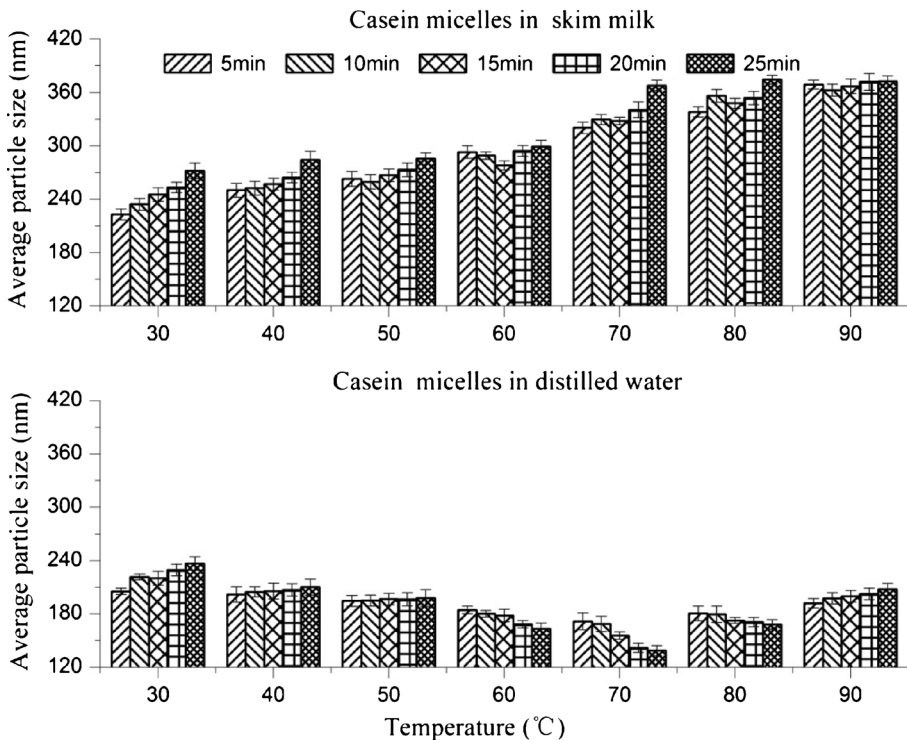 Casein micelles in skim milk
5min 10min 15min 20min 25min
Average particle size (nm)
420
360
300
240
180
120
30 40 50 60 70 80 90
Casein micelles in distilled water
Average particle size (nm)
420
360
300
240
180
120
30 40 50 60 70 80 90
Temperature (℃)